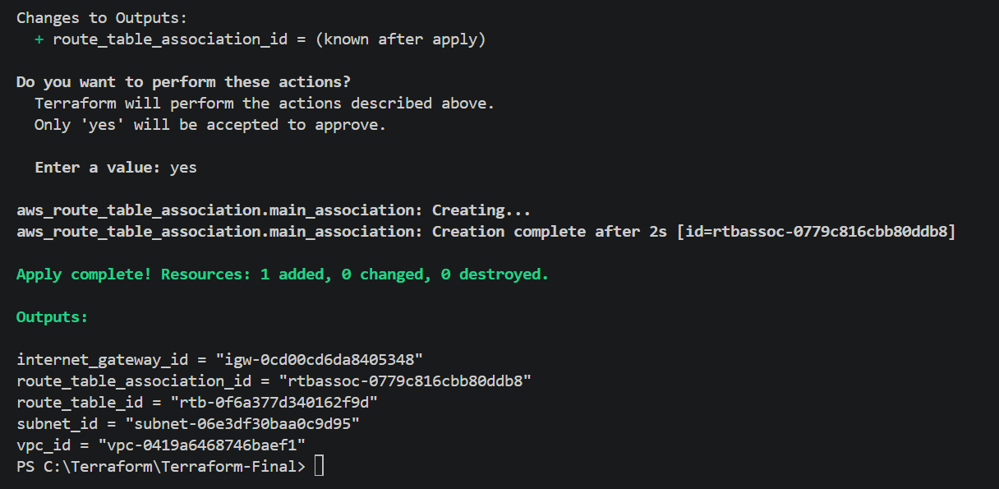 Changes to Outputs:
  + route_table_association_id = (known after apply)
Do you want to perform these actions?
  Terraform will perform the actions described above.
  Only 'yes' will be accepted to approve.
  Enter a value: yes
aws_route_table_association.main_association: Creating...
aws_route_table_association.main_association: Creation complete after 2s [id=rtbassoc-0779c816cbb80ddb8]
Apply complete! Resources: 1 added, 0 changed, 0 destroyed.
Outputs:
internet_gateway_id = "igw-0cd00cd6da8405348"
route_table_association_id = "rtbassoc-0779c816cbb80ddb8"
route_table_id = "rtb-0f6a377d340162f9d"
subnet_id = "subnet-06e3df30baa0c9d95"
vpc_id = "vpc-0419a6468746baef1"
PS C:\Terraform\Terraform-Final>